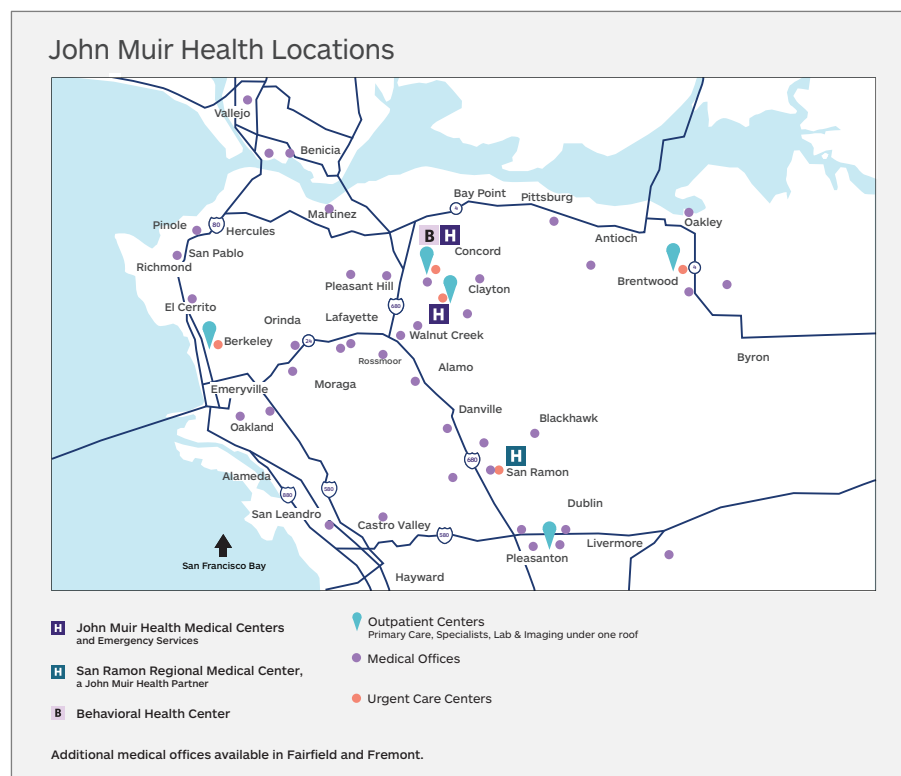 John Muir Health Locations
Vallejo
Benicia
Bay Point
Pittsburg
Martinez
4
Oakley
Pinole
80
Hercules
Antioch
B H
San Pablo
Concord
Richmond
4
Brentwood
Pleasant Hill
Clayton
El Cerrito
680
H
Orinda
Lafayette
Walnut Creek
Berkeley
24
Rossmoor
Byron
Alamo
Moraga
Emeryville
Danville
Blackhawk
Oakland
H
680
San Ramon
Alameda
580
880
Dublin
San Leandro
Castro Valley
580
Livermore
Pleasanton
San Francisco Bay
Hayward
H John Muir Health Medical Centers
and Emergency Services
H San Ramon Regional Medical Center,
a John Muir Health Partner
B Behavioral Health Center
Outpatient Centers
Primary Care, Specialists, Lab & Imaging under one roof
Medical Offices
Urgent Care Centers
Additional medical offices available in Fairfield and Fremont.